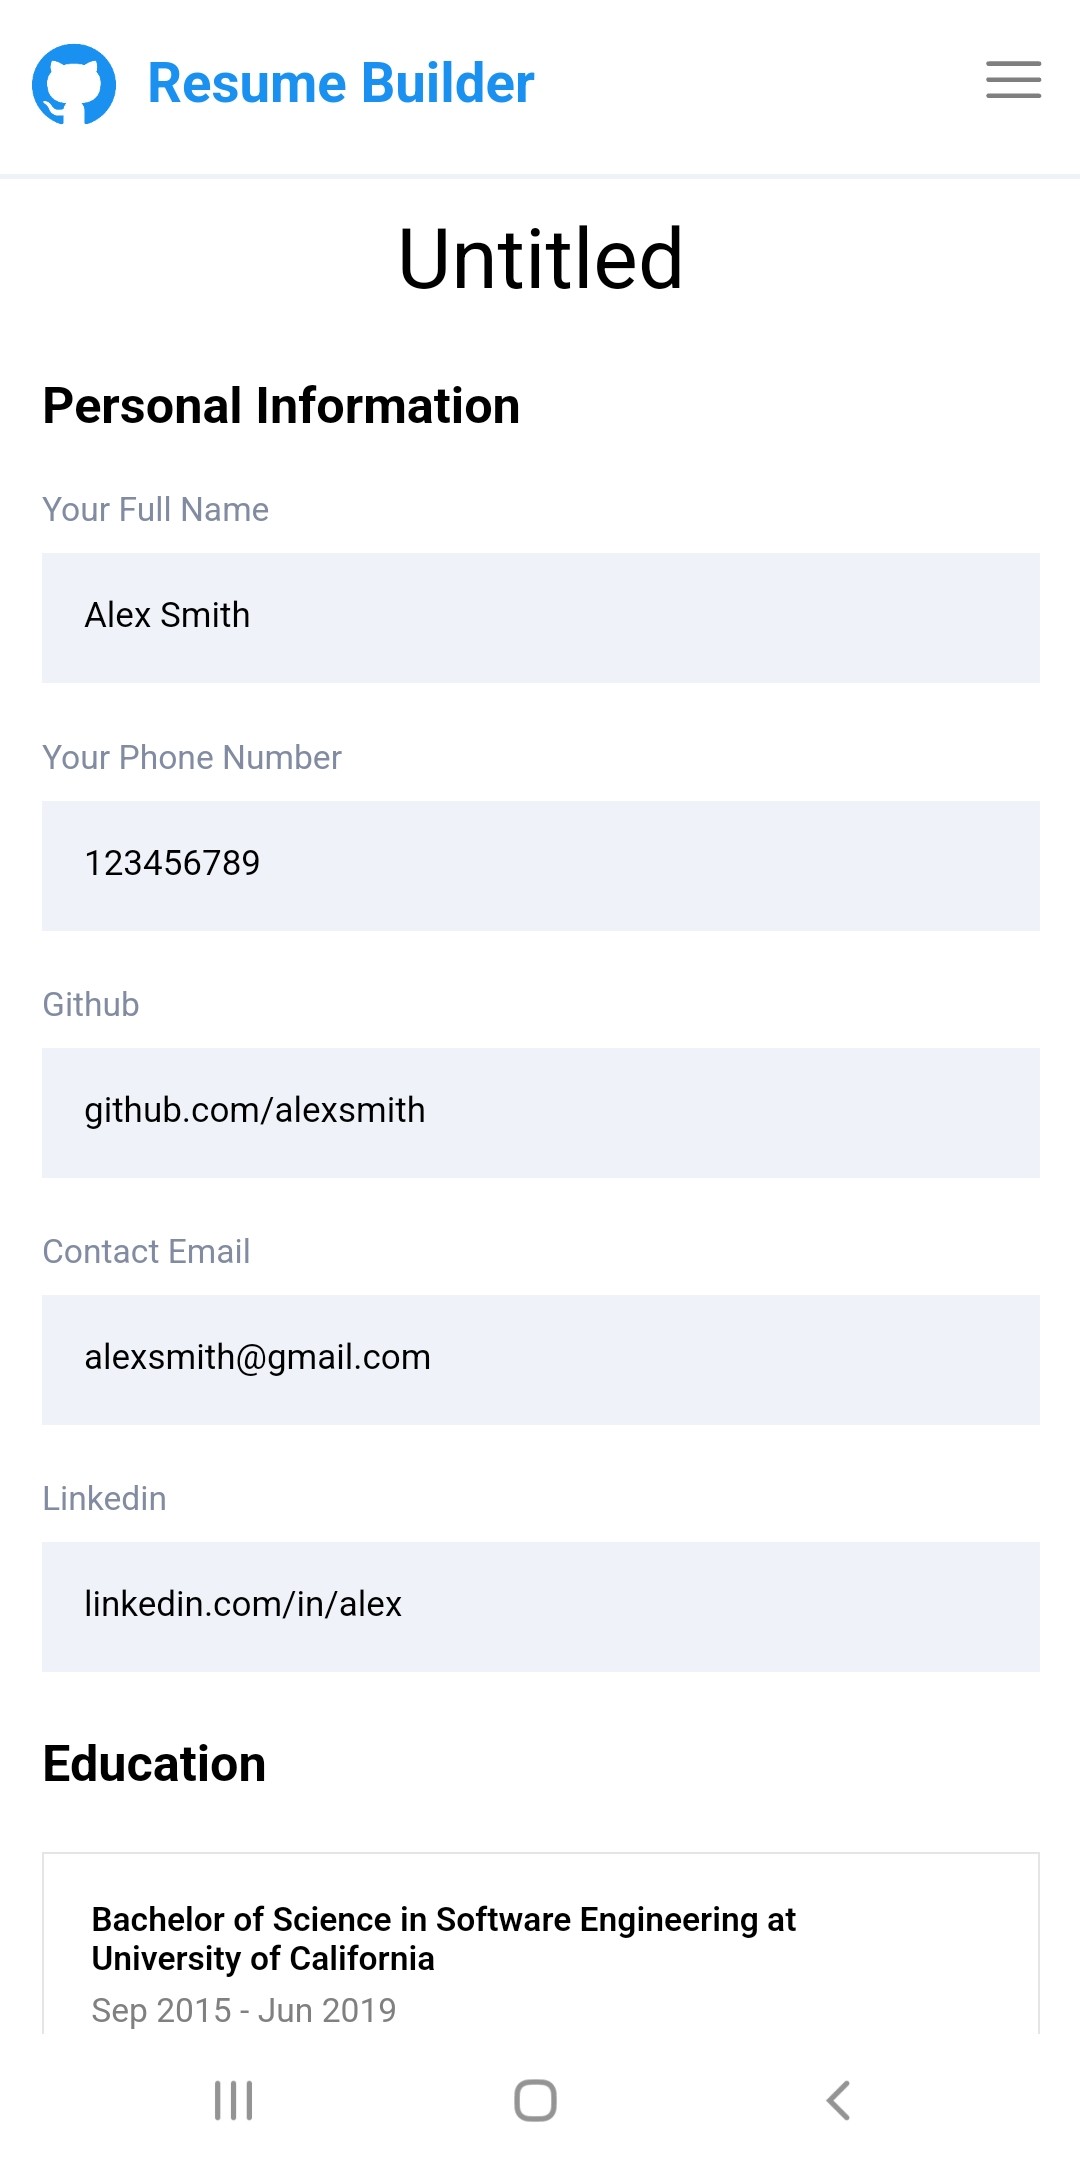 Resume Builder
Untitled
Personal Information
Your Full Name
Alex Smith
Your Phone Number
123456789
Github
github.com/alexsmith
Contact Email
alexsmith@gmail.com
Linkedin
linkedin.com/in/alex
Education
Bachelor of Science in Software Engineering at
University of California
Sep 2015 - Jun 2019